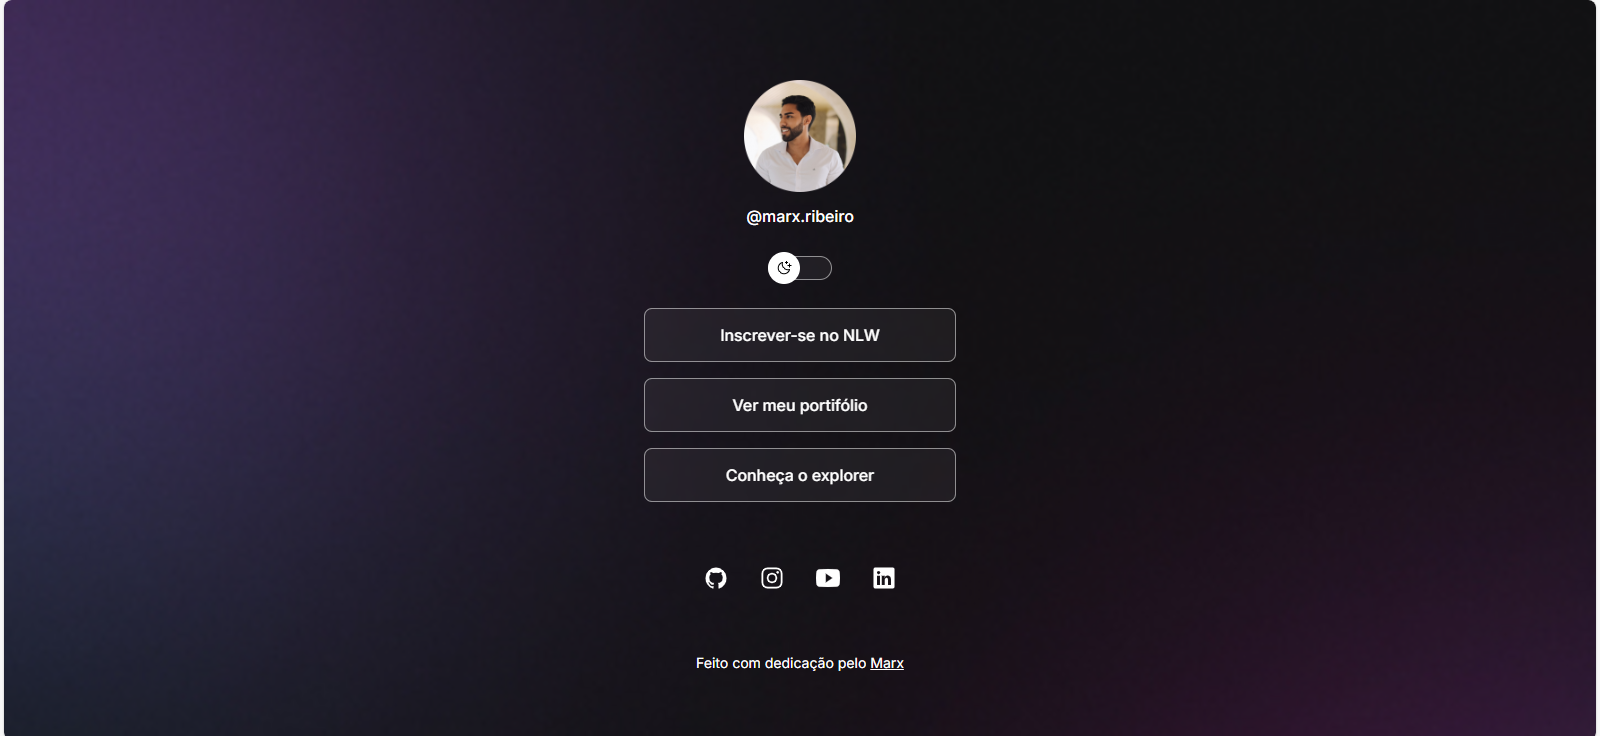 @marx.ribeiro
Inscrever-se no NLW
Ver meu portifólio
Conheça o explorer
Feito com dedicação pelo Marx